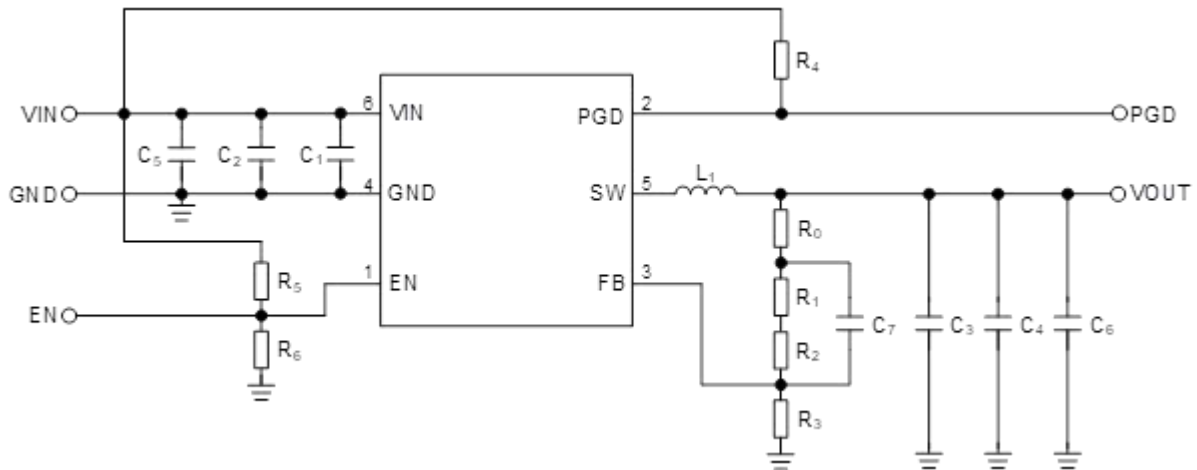 R₄
VIN
6
VIN
PGD
2
PGD
C₅
C₂
C₁
L₁
GND
4
GND
SW
5
VOUT
R₀
R₅
1
EN
FB
3
R₁
EN
C₇
C₃
C₄
C₆
R₆
R₂
R₃